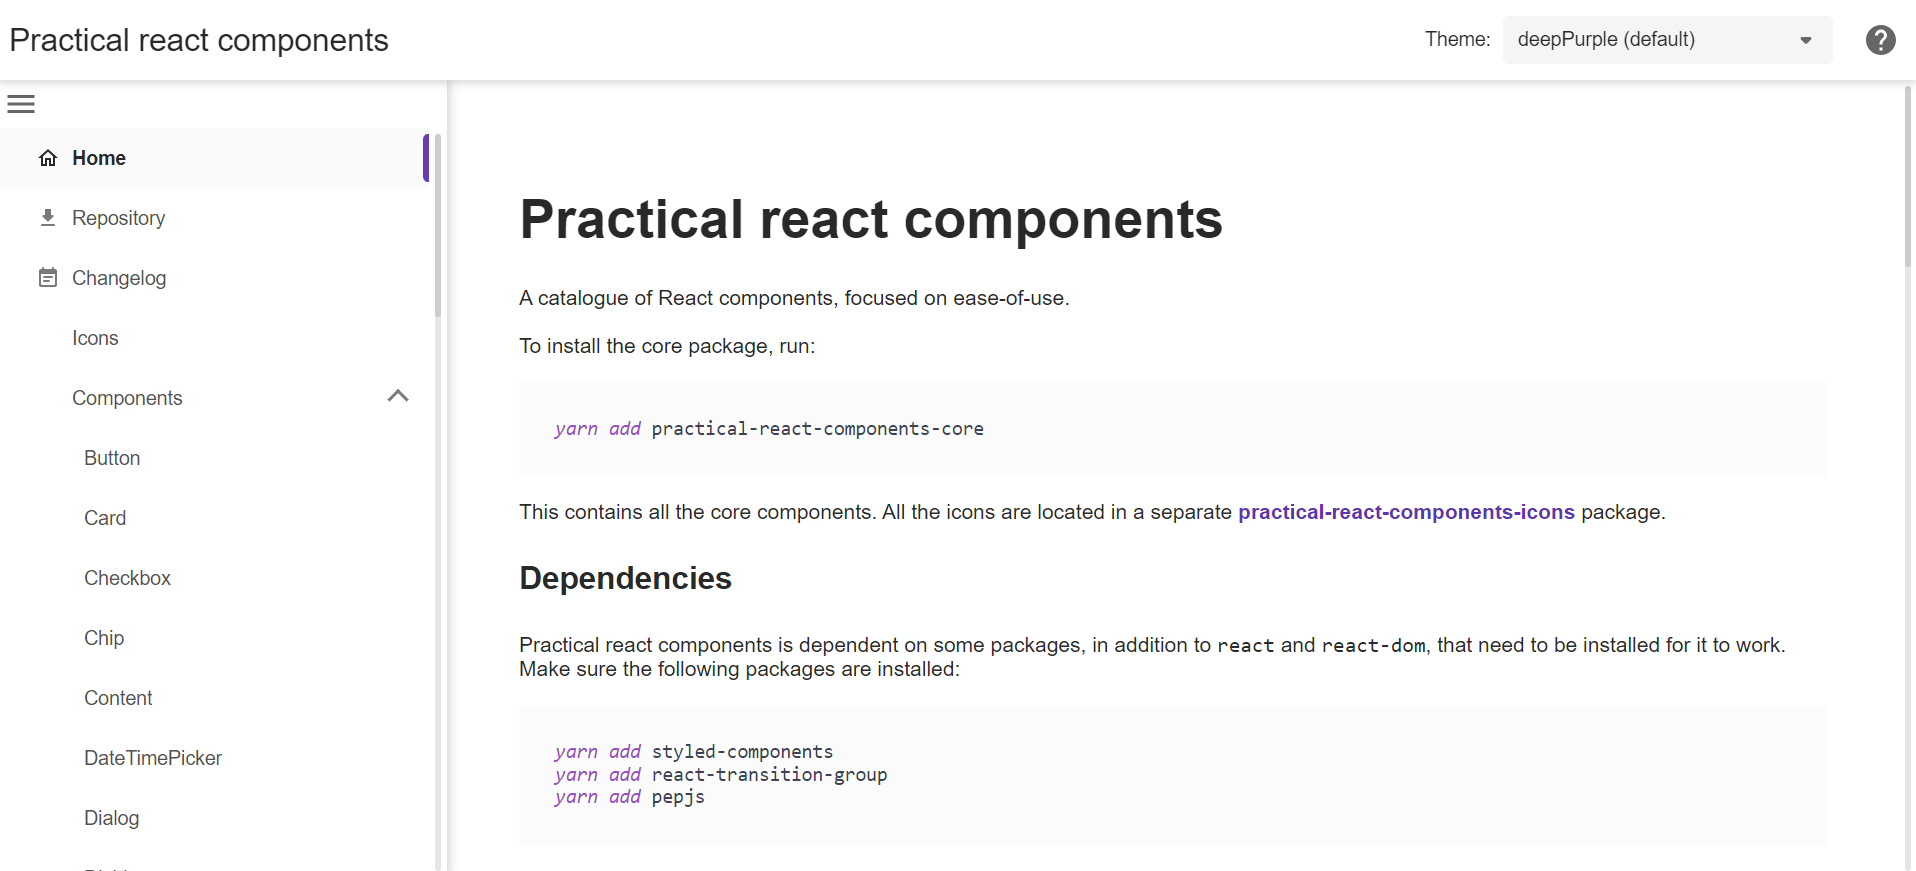 Practical react components
Theme:
deepPurple (default)
Home
Repository
Changelog
Icons
Components
Button
Card
Checkbox
Chip
Content
DateTimePicker
Dialog
Practical react components
A catalogue of React components, focused on ease-of-use.
To install the core package, run:
yarn add practical-react-components-core
This contains all the core components. All the icons are located in a separate practical-react-components-icons package.
Dependencies
Practical react components is dependent on some packages, in addition to react and react-dom, that need to be installed for it to work.
Make sure the following packages are installed:
yarn add styled-components
yarn add react-transition-group
yarn add pepjs